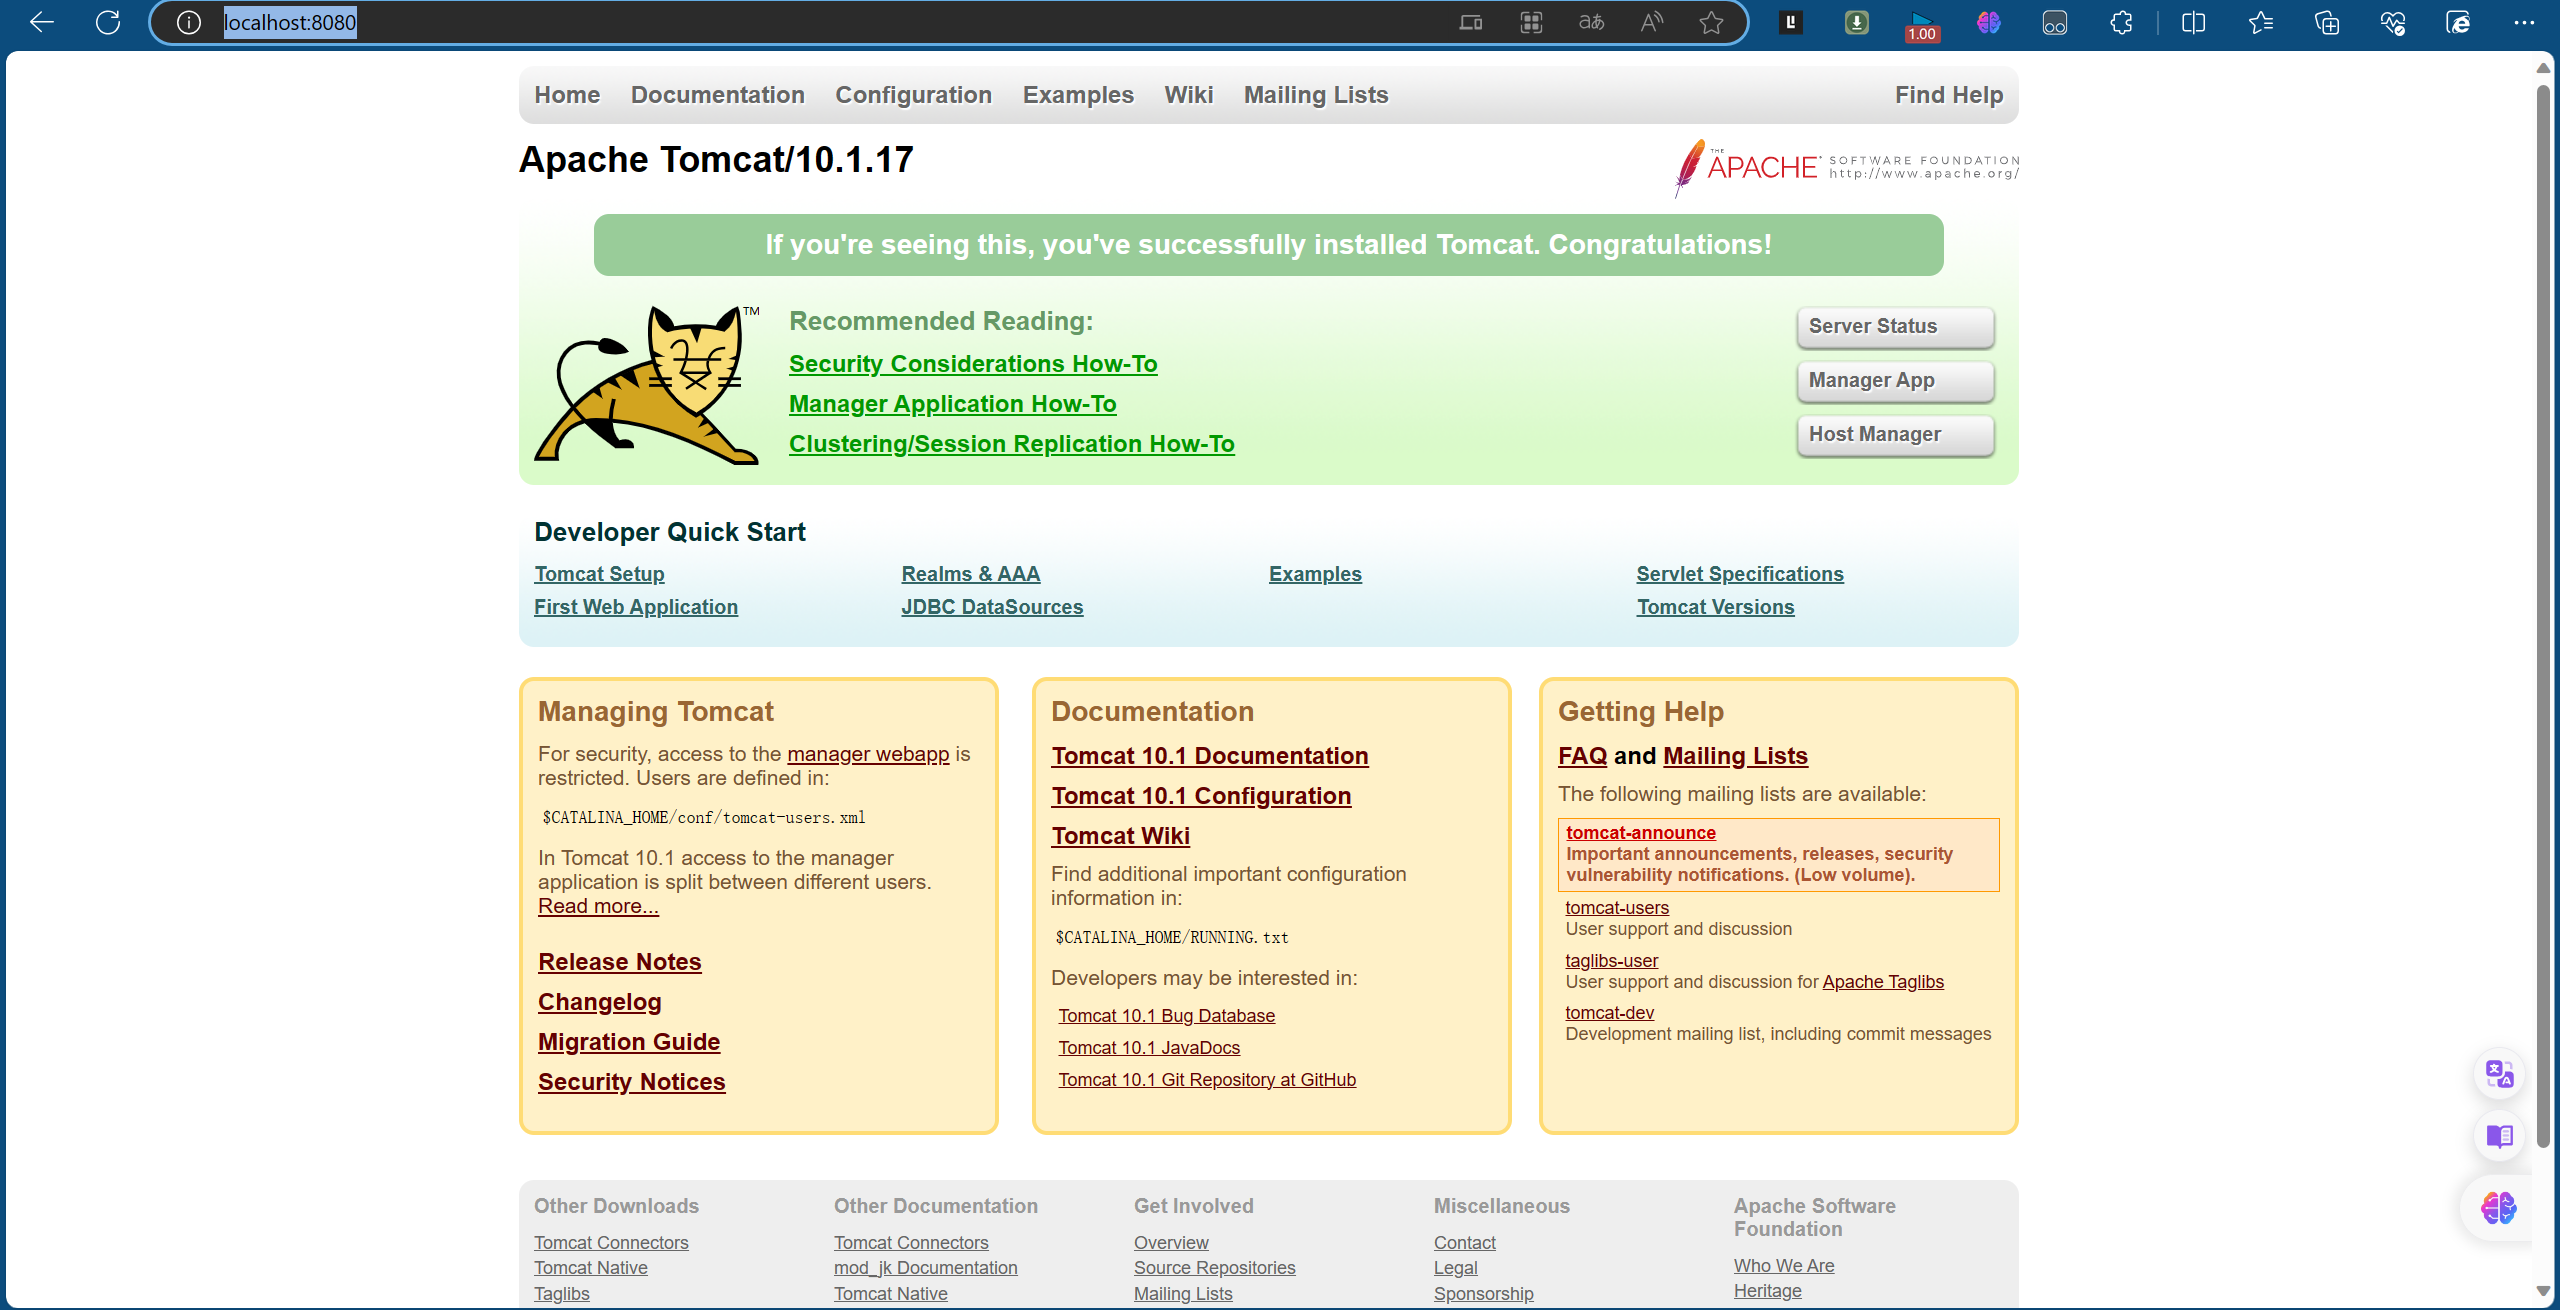 localhost:8080
1.00
Home Documentation Configuration Examples Wiki Mailing Lists Find Help
Apache Tomcat/10.1.17
THE APACHE® SOFTWARE FOUNDATION
http://www.apache.org/
If you're seeing this, you've successfully installed Tomcat. Congratulations!
TM
Recommended Reading:
Security Considerations How-To
Manager Application How-To
Clustering/Session Replication How-To
Server Status
Manager App
Host Manager
Developer Quick Start
Tomcat Setup
First Web Application
Realms & AAA
JDBC DataSources
Examples
Servlet Specifications
Tomcat Versions
Managing Tomcat
For security, access to the manager webapp is
restricted. Users are defined in:
$CATALINA_HOME/conf/tomcat-users.xml
In Tomcat 10.1 access to the manager
application is split between different users.
Read more...
Release Notes
Changelog
Migration Guide
Security Notices
Documentation
Tomcat 10.1 Documentation
Tomcat 10.1 Configuration
Tomcat Wiki
Find additional important configuration
information in:
$CATALINA_HOME/RUNNING.txt
Developers may be interested in:
Tomcat 10.1 Bug Database
Tomcat 10.1 JavaDocs
Tomcat 10.1 Git Repository at GitHub
Getting Help
FAQ and Mailing Lists
The following mailing lists are available:
tomcat-announce
Important announcements, releases, security
vulnerability notifications. (Low volume).
tomcat-users
User support and discussion
taglibs-user
User support and discussion for Apache Taglibs
tomcat-dev
Development mailing list, including commit messages
Other Downloads
Tomcat Connectors
Tomcat Native
Taglibs
Other Documentation
Tomcat Connectors
mod_jk Documentation
Tomcat Native
Get Involved
Overview
Source Repositories
Mailing Lists
Miscellaneous
Contact
Legal
Sponsorship
Apache Software
Foundation
Who We Are
Heritage